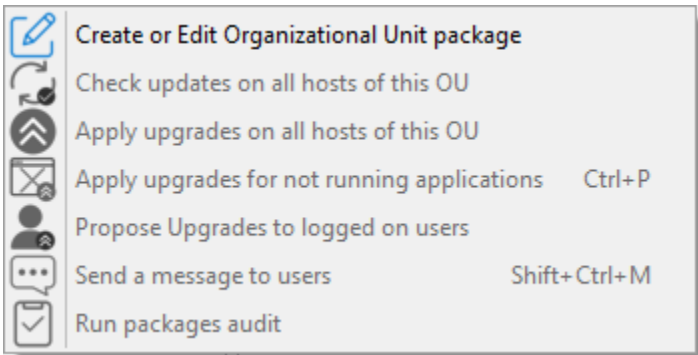 Create or Edit Organizational Unit package
Check updates on all hosts of this OU
Apply upgrades on all hosts of this OU
Apply upgrades for not running applications Ctrl+P
Propose Upgrades to logged on users
Send a message to users Shift+Ctrl+M
Run packages audit